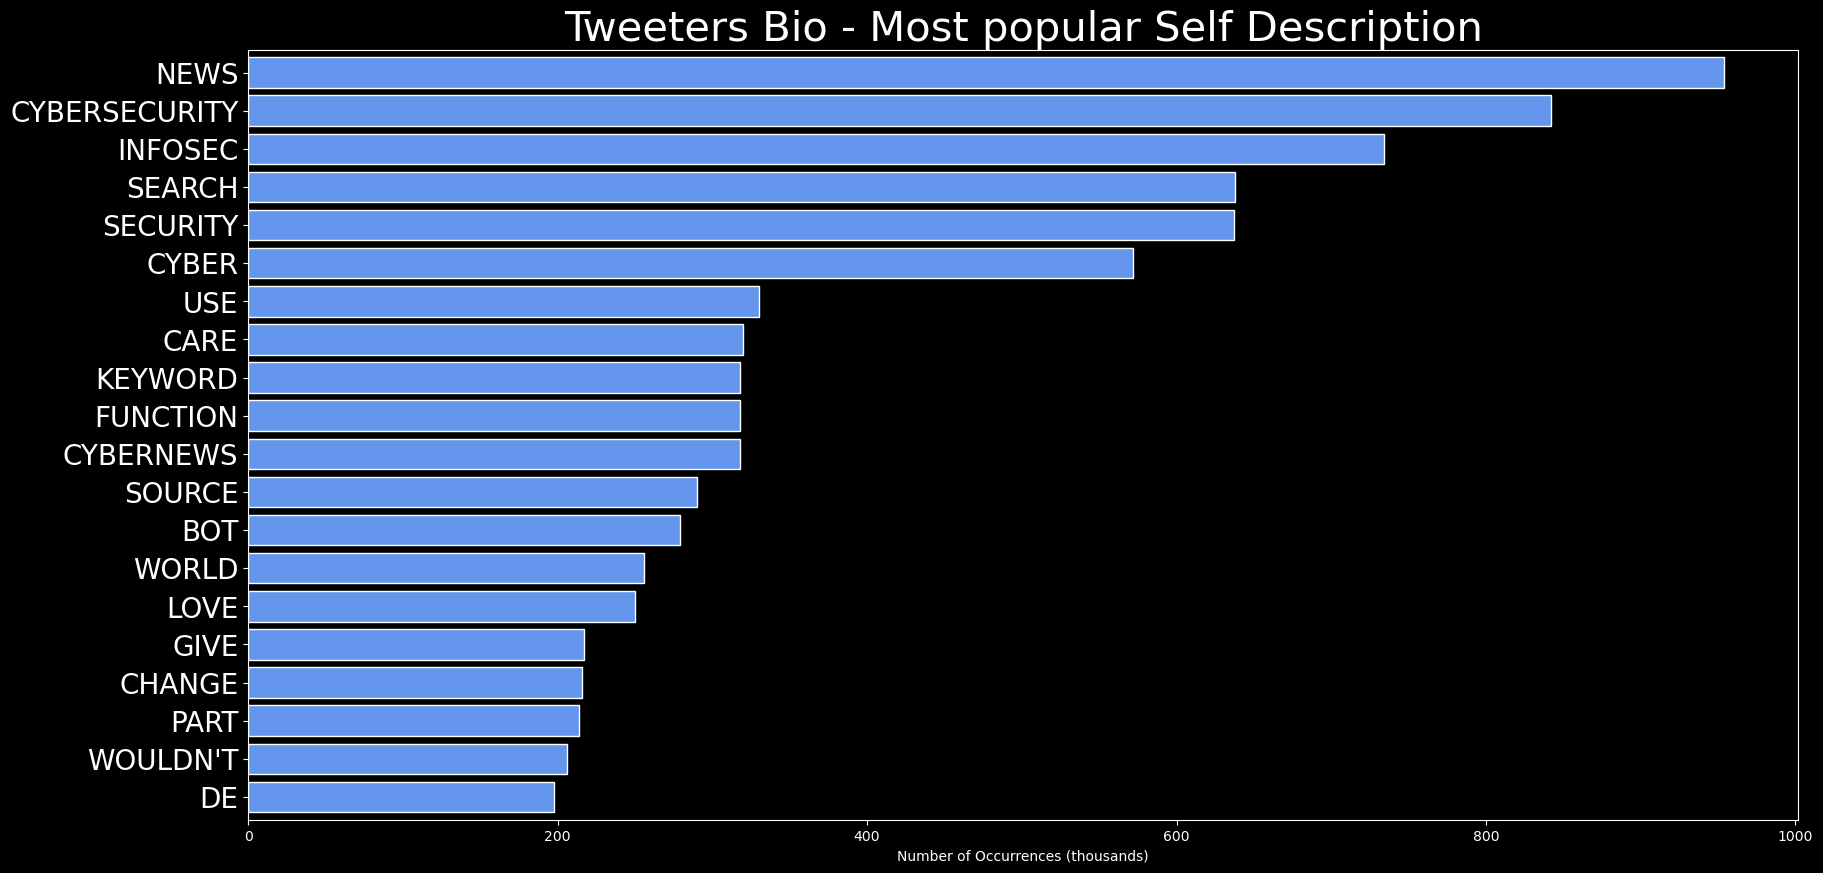 Tweeters Bio - Most popular Self Description
NEWS
CYBERSECURITY
INFOSEC
SEARCH
SECURITY
CYBER
USE
CARE
KEYWORD
FUNCTION
CYBERNEWS
SOURCE
BOT
WORLD
LOVE
GIVE
CHANGE
PART
WOULDN'T
DE
0 200 400 600 800 1000
Number of Occurrences (thousands)